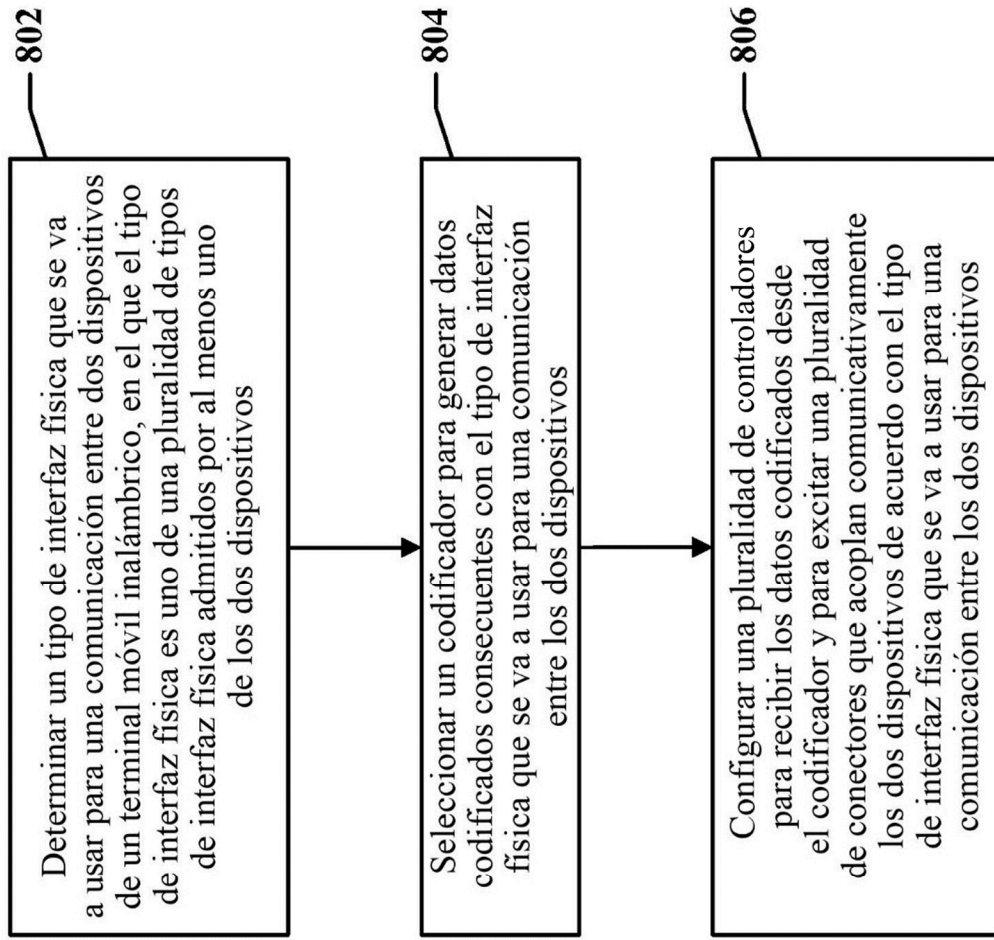 802
Determinar un tipo de interfaz física que se va
a usar para una comunicación entre dos dispositivos
de un terminal móvil inalámbrico, en el que el tipo
de interfaz física es uno de una pluralidad de tipos
de interfaz física admitidos por al menos uno
de los dos dispositivos
804
Seleccionar un codificador para generar datos
codificados consecuentes con el tipo de interfaz
física que se va a usar para una comunicación
entre los dos dispositivos
806
Configurar una pluralidad de controladores
para recibir los datos codificados desde
el codificador y para excitar una pluralidad
de conectores que acoplan comunicativamente
los dos dispositivos de acuerdo con el tipo
de interfaz física que se va a usar para una
comunicación entre los dos dispositivos